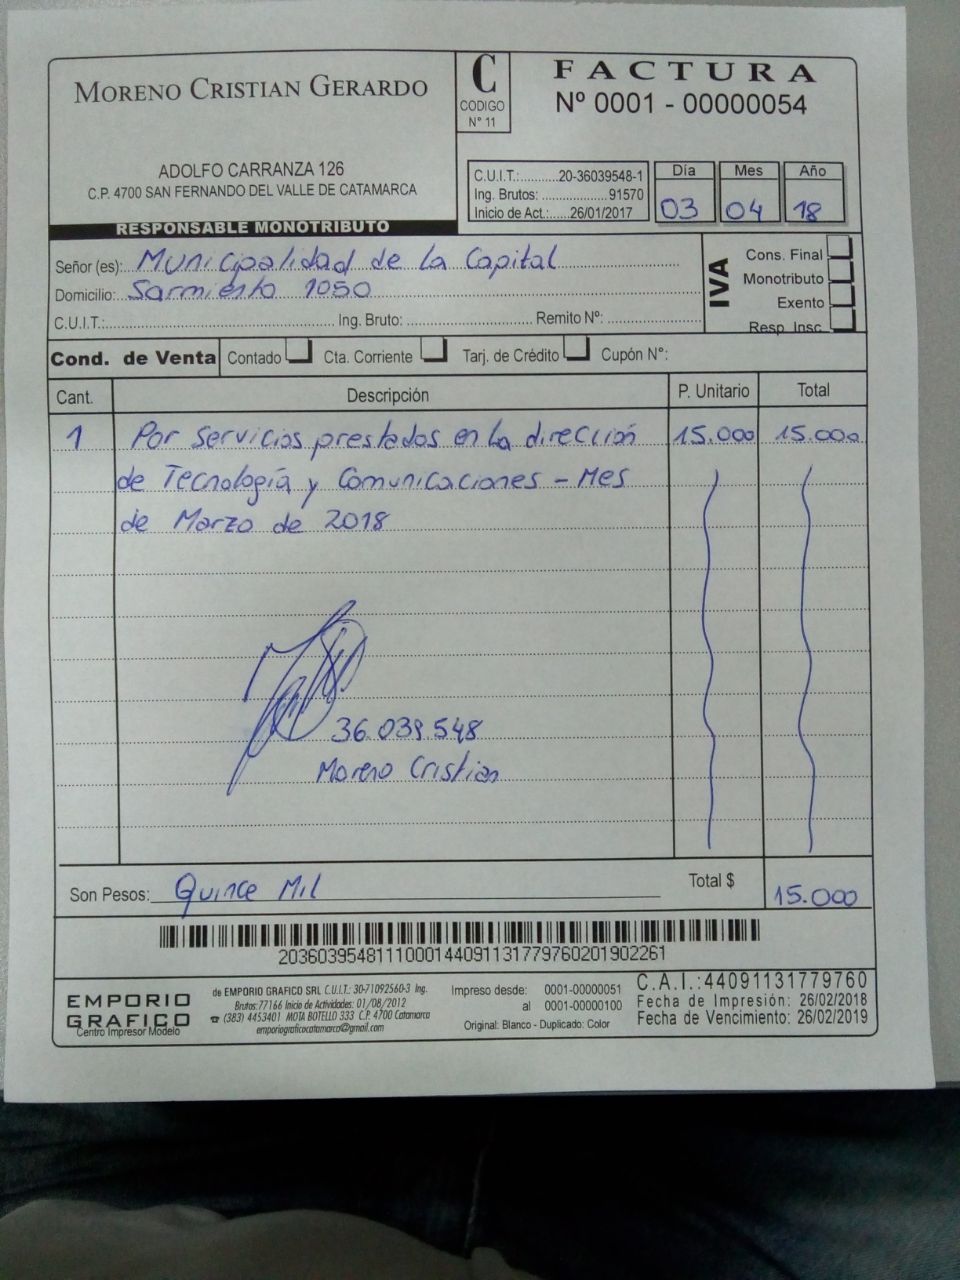 MORENO CRISTIAN GERARDO
ADOLFO CARRANZA 126
C.P. 4700 SAN FERNANDO DEL VALLE DE CATAMARCA
RESPONSABLE MONOTRIBUTO
C
CODIGO
N° 11
FACTURA
Nº 0001 - 00000054
C.U.I.T.:..........20-36039548-1
Ing. Brutos: ...................91570
Inicio de Act.:......26/01/2017
Día Mes Año
03 04 18
Señor (es): Municipalidad de la Capital
Domicilio: Sarmiento 1050
C.U.I.T.: Ing. Bruto: Remito Nº:
IVA
Cons. Final
Monotributo
Exento
Resp. Insc.
Cond. de Venta Contado Cta. Corriente Tarj. de Crédito Cupón N°:
Cant. Descripción P. Unitario Total
1 Por servicios prestados en la dirección 15.000 15.000
de Tecnología y Comunicaciones - Mes
de Marzo de 2018
36.039.548
Moreno Cristian
Son Pesos: Quince Mil Total $ 15.000
2036039548111000144091131779760201902261
EMPORIO
GRAFICO
Centro Impresor Modelo
de EMPORIO GRAFICO SRL C.U.I.T.: 30-71092560-3 Ing.
Brutos:77166 Inicio de Actividades: 01/08/2012
☎ (383) 4453401 MOTA BOTELLO 333 C.P. 4700 Catamarca
emporiograficocatamarca@gmail.com
Impreso desde: 0001-00000051
al 0001-00000100
Original: Blanco - Duplicado: Color
C.A.I.:44091131779760
Fecha de Impresión: 26/02/2018
Fecha de Vencimiento: 26/02/2019